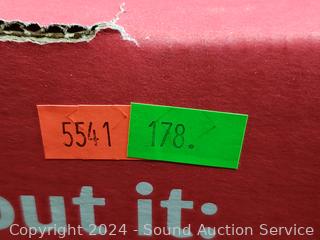 5541 178.
out it:
Copyright 2024 - Sound Auction Service